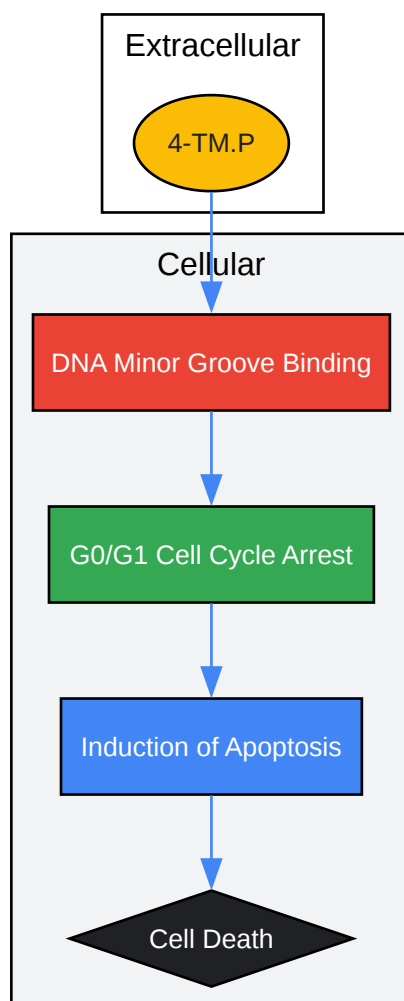 Extracellular
4-TM.P
Cellular
DNA Minor Groove Binding
G0/G1 Cell Cycle Arrest
Induction of Apoptosis
Cell Death